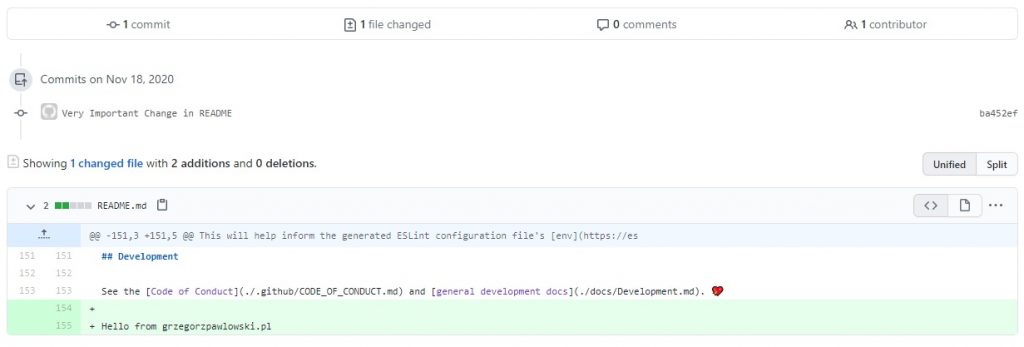 1 commit
1 file changed
0 comments
1 contributor
Commits on Nov 18, 2020
Very Important Change in README
ba452ef
Showing 1 changed file with 2 additions and 0 deletions.
Unified
Split
2 README.md
@@ -151,3 +151,5 @@ This will help inform the generated ESLint configuration file's [env](https://es
151 151 ## Development
152 152
153 153 See the [Code of Conduct](./.github/CODE_OF_CONDUCT.md) and [general development docs](./docs/Development.md). 💖
154 +
155 + Hello from grzegorzpawlowski.pl